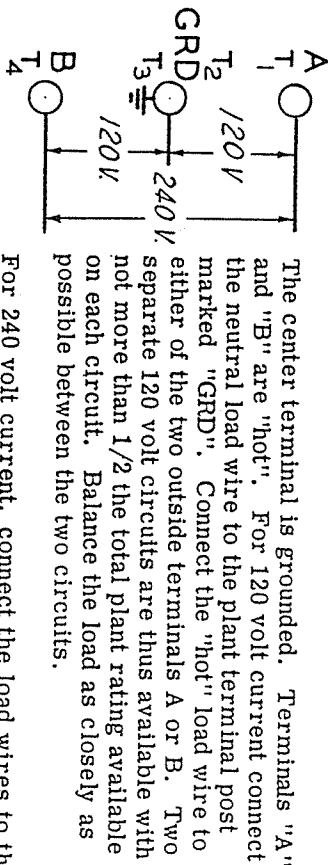 A
T1
120 V
T2
GRD
T3
240 V.
120 V.
B
T4
The center terminal is grounded. Terminals "A"
and "B" are "hot". For 120 volt current connect
the neutral load wire to the plant terminal post
marked "GRD". Connect the "hot" load wire to
either of the two outside terminals A or B. Two
separate 120 volt circuits are thus available with
not more than 1/2 the total plant rating available
on each circuit. Balance the load as closely as
possible between the two circuits.
For 240 volt current, connect the load wires to th